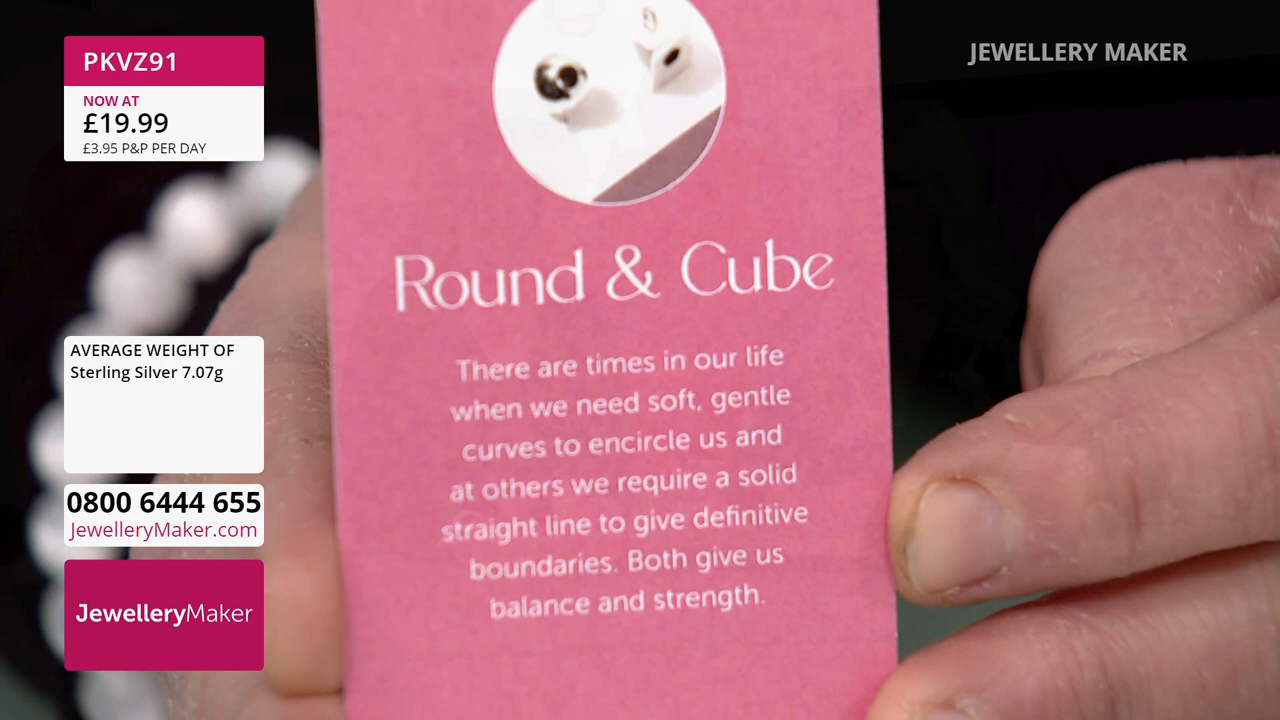 PKVZ91
NOW AT
£19.99
£3.95 P&P PER DAY
JEWELLERY MAKER
Round & Cube
There are times in our life
when we need soft, gentle
curves to encircle us and
at others we require a solid
straight line to give definitive
boundaries. Both give us
balance and strength.
AVERAGE WEIGHT OF
Sterling Silver 7.07g
0800 6444 655
JewelleryMaker.com
JewelleryMaker